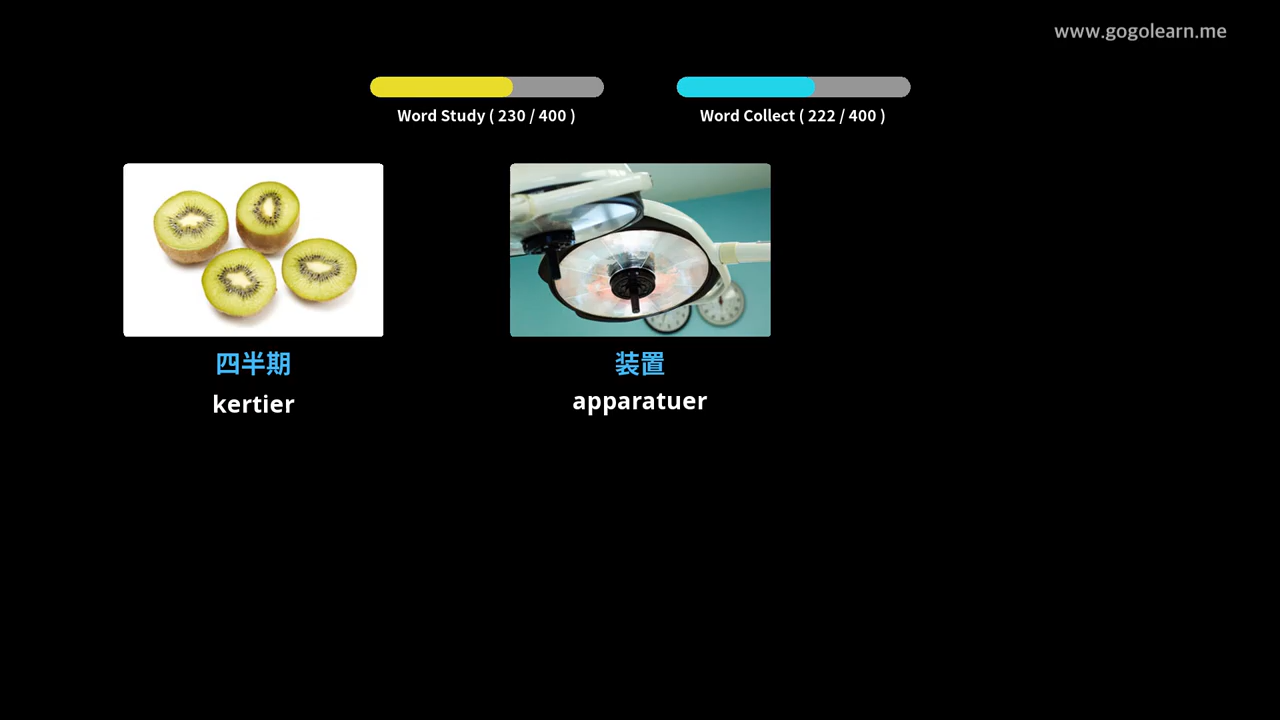 www.gogolearn.me
Word Study ( 230 / 400 )
Word Collect ( 222 / 400 )
四半期
kertier
装置
apparatuer